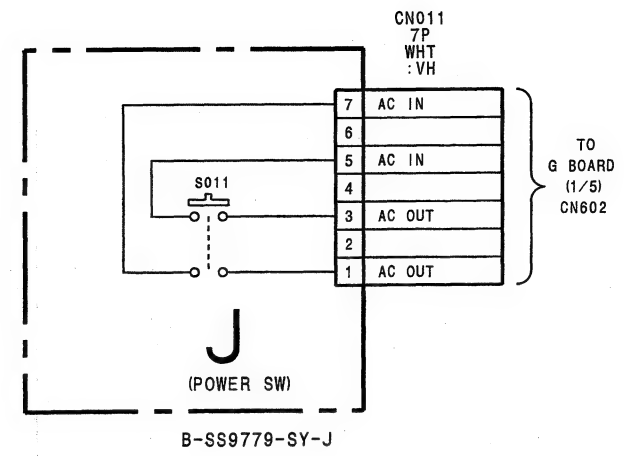 CN011
7P
WHT
:VH
7 AC IN
6
5 AC IN
4
3 AC OUT
2
1 AC OUT
TO
G BOARD
(1/5)
CN602
S011
J
(POWER SW)
B-SS9779-SY-J